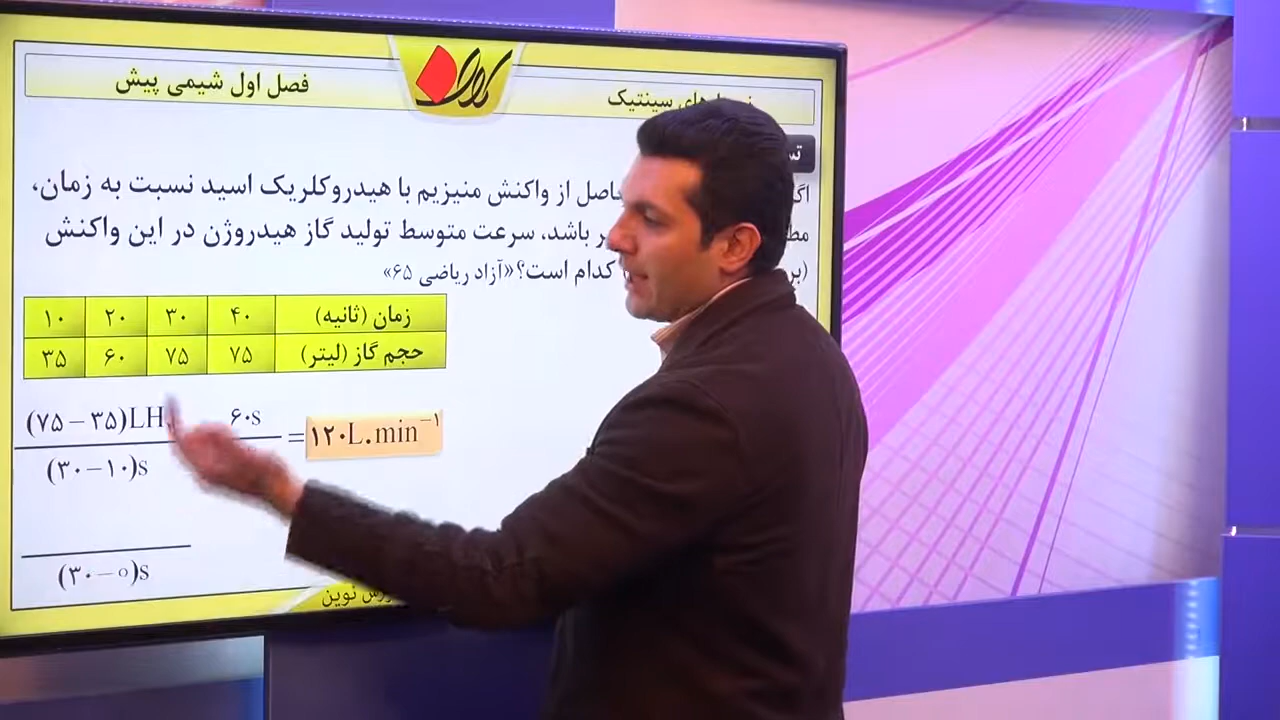 فصل اول شیمی پیش
های سینتیک
حاصل از واکنش منیزیم با هیدروکلریک اسید نسبت به زمان،
باشد، سرعت متوسط تولید گاز هیدروژن در این واکنش
کدام است؟ «آزاد ریاضی ۶۵»
زمان (ثانیه) ۴۰ ۳۰ ۲۰ ۱۰
حجم گاز (لیتر) ۷۵ ۷۵ ۶۰ ۳۵
(۷۵ – ۳۵)LH ۶۰s
= ۱۲۰L.min⁻¹
(۳۰ – ۱۰)s
(۳۰ – ۰)s
نوین